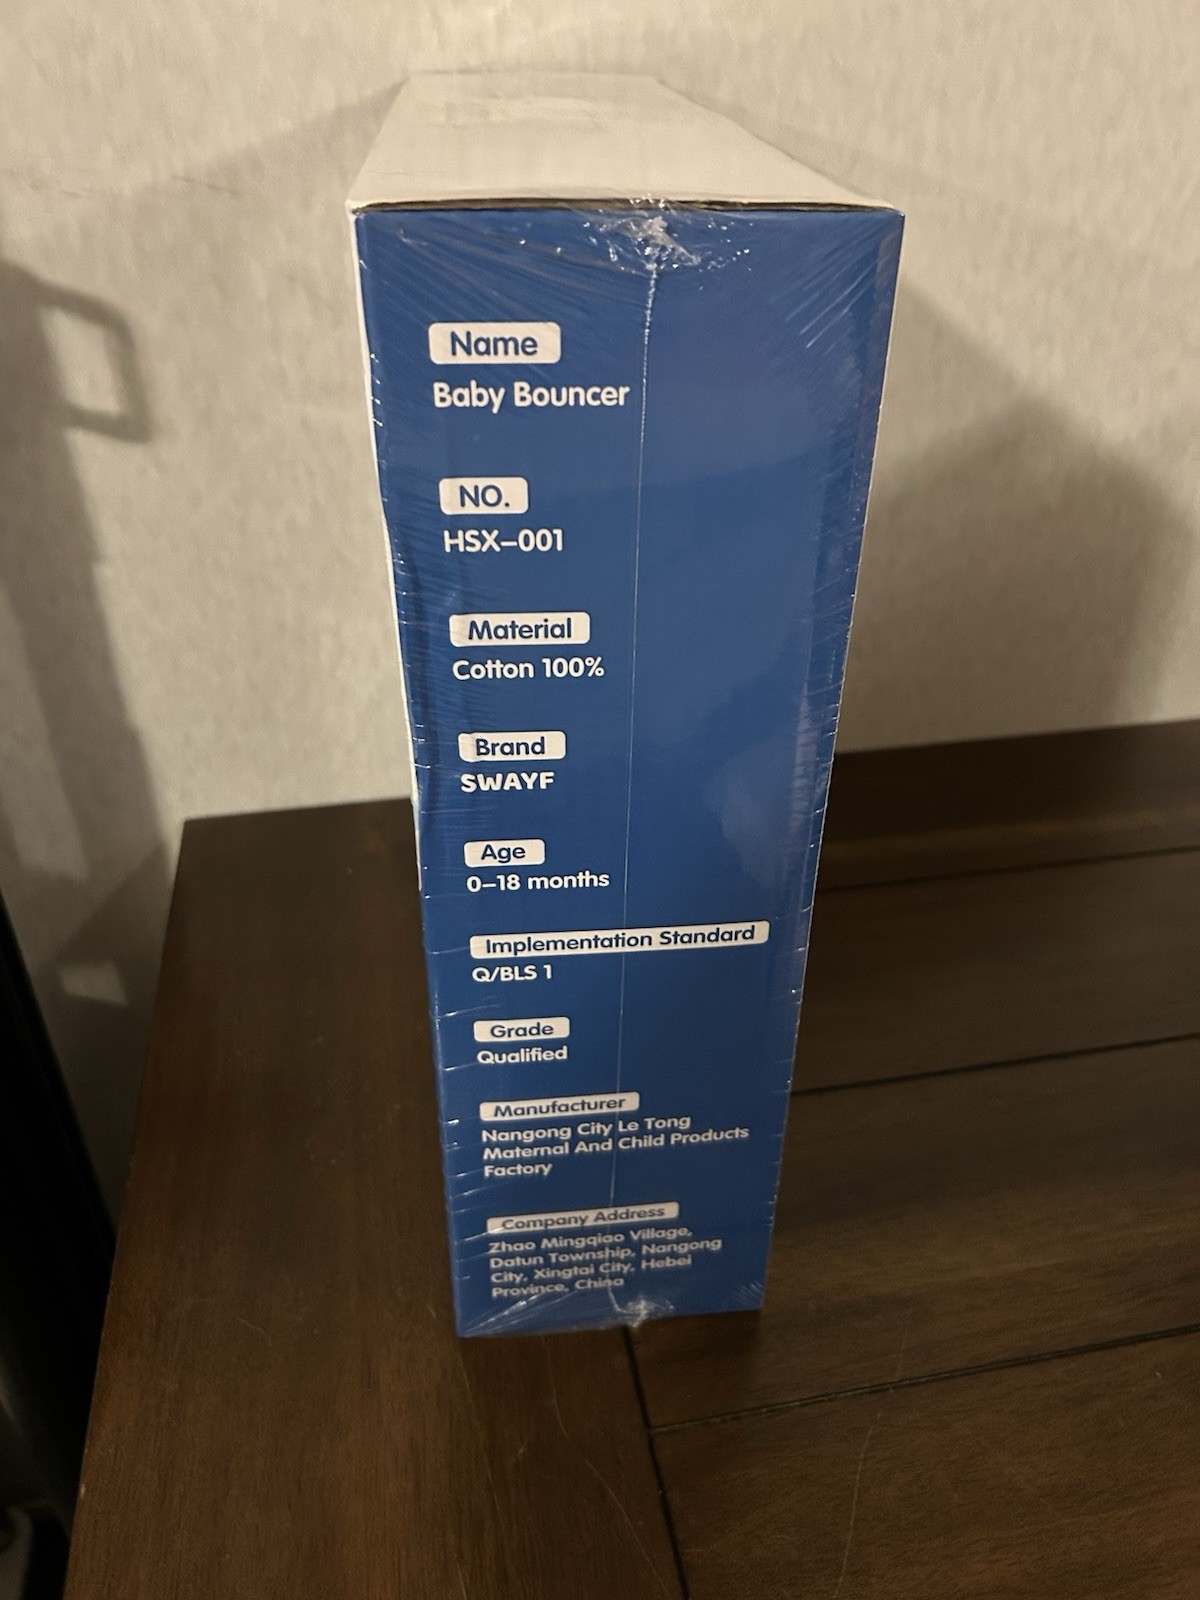 Name
Baby Bouncer
NO.
HSX-001
Material
Cotton 100%
Brand
SWAYF
Age
0-18 months
Implementation Standard
Q/BLS 1
Grade
Qualified
Manufacturer
Nangong City Le Tong
Maternal And Child Products
Factory
Company Address
Zhao Mingqiao Village,
Datun Township, Nangong
City, Xingtai City, Hebei
Province, China